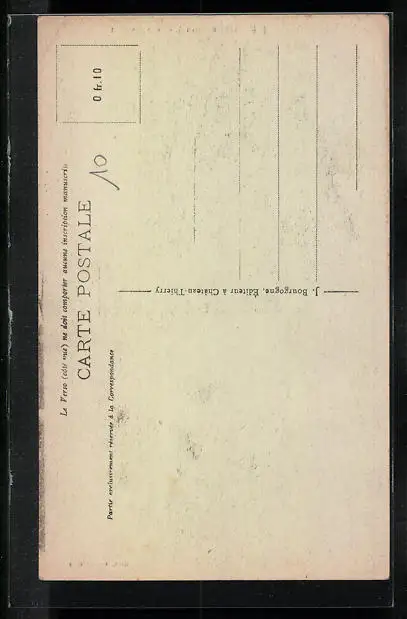 Le Verso (côté vue) ne doit comporter aucune inscription manuscrite
0 fr. 10
10
CARTE POSTALE
Partie exclusivement réservée à la Correspondance
J. Bourgogne, Éditeur à Château-Thierry